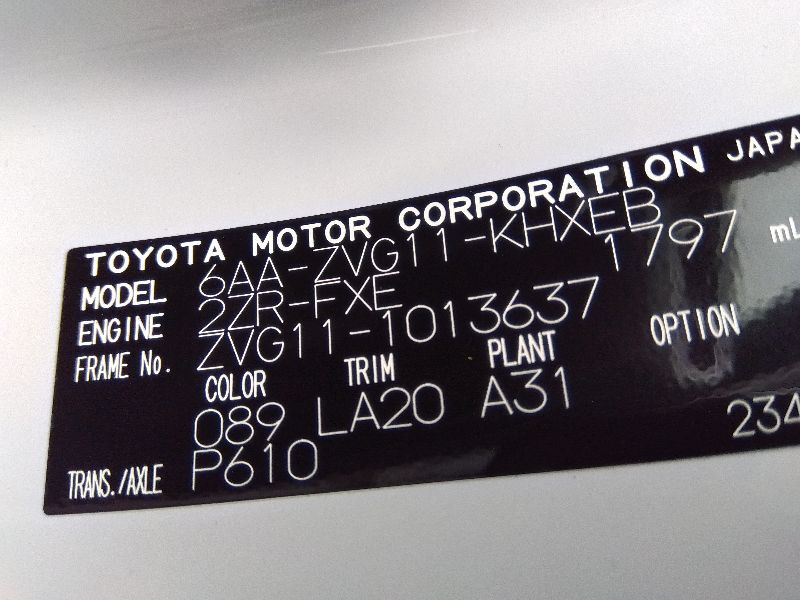 TOYOTA MOTOR CORPORATION JAPA
MODEL 6AA-ZVG11-KHXEB
ENGINE 2ZR-FXE 1797 mL
FRAME No. ZVG11-1013637
COLOR TRIM PLANT OPTION
089 LA20 A31
TRANS./AXLE P610 234